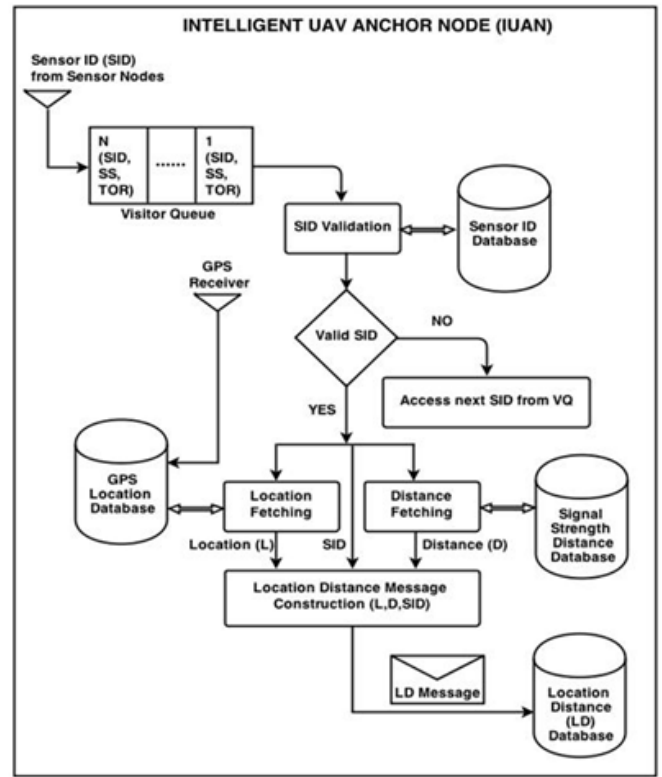 INTELLIGENT UAV ANCHOR NODE (IUAN)
Sensor ID (SID)
from Sensor Nodes
N
(SID,
SS,
TOR)
......
1
(SID,
SS,
TOR)
Visitor Queue
SID Validation
Sensor ID
Database
GPS
Receiver
Valid SID
NO
Access next SID from VQ
YES
GPS
Location
Database
Location
Fetching
Distance
Fetching
Signal
Strength
Distance
Database
Location (L)
SID
Distance (D)
Location Distance Message
Construction (L,D,SID)
LD Message
Location
Distance
(LD)
Database